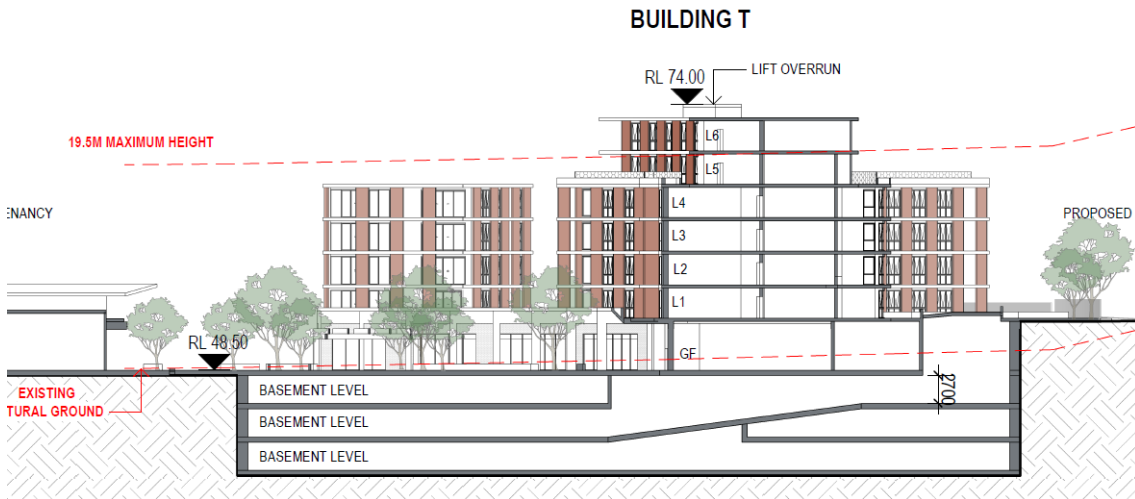 BUILDING T
LIFT OVERRUN
RL 74.00
19.5M MAXIMUM HEIGHT
L6
L5
ENANCY
L4
PROPOSED
L3
L2
L1
RL 48.50
GF
EXISTING
TURAL GROUND
BASEMENT LEVEL
2700
BASEMENT LEVEL
BASEMENT LEVEL